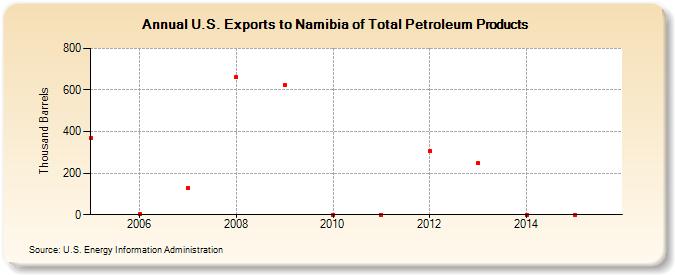 Annual U.S. Exports to Namibia of Total Petroleum Products
Thousand Barrels
800
600
400
200
0
2006 2008 2010 2012 2014
Source: U.S. Energy Information Administration